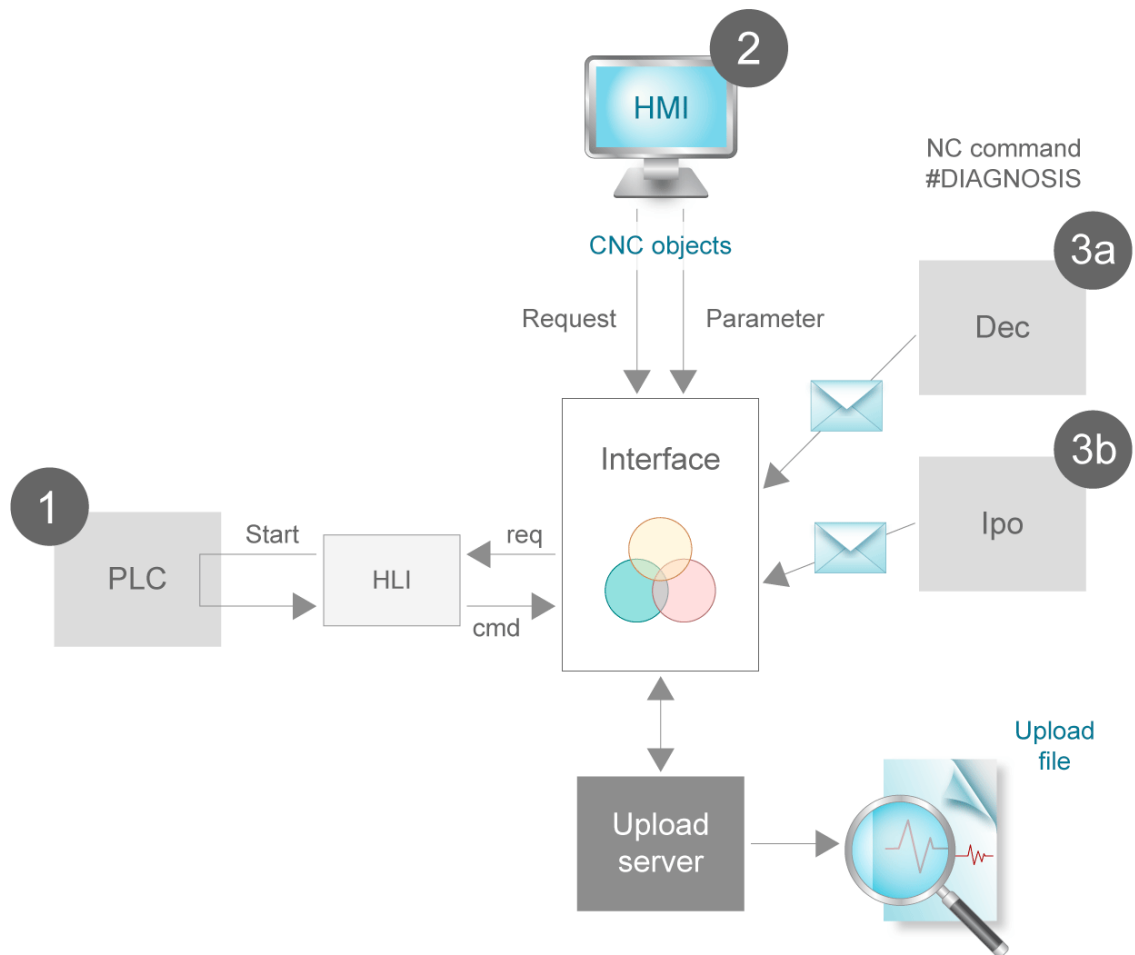 2
HMI
NC command
#DIAGNOSIS
CNC objects
3a
Request
Parameter
Dec
Interface
3b
1
Start
req
Ipo
PLC
HLI
cmd
Upload
file
Upload
server